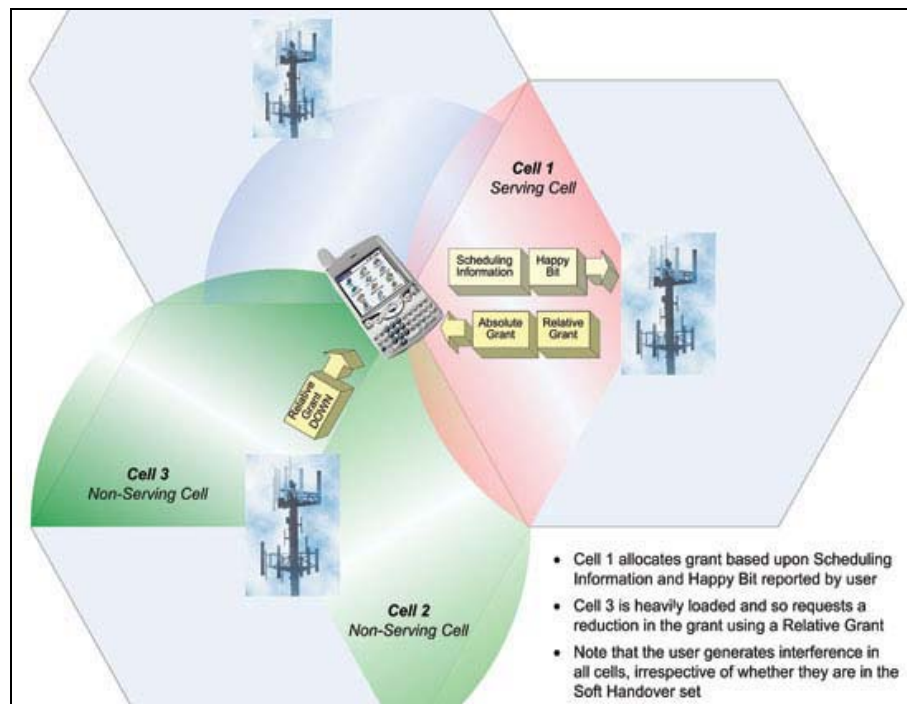 Cell 1
Serving Cell
Scheduling
Information
Happy
Bit
Absolute
Grant
Relative
Grant
Relative
Grant
DOWN
Cell 3
Non-Serving Cell
Cell 2
Non-Serving Cell
• Cell 1 allocates grant based upon Scheduling
Information and Happy Bit reported by user
• Cell 3 is heavily loaded and so requests a
reduction in the grant using a Relative Grant
• Note that the user generates interference in
all cells, irrespective of whether they are in the
Soft Handover set